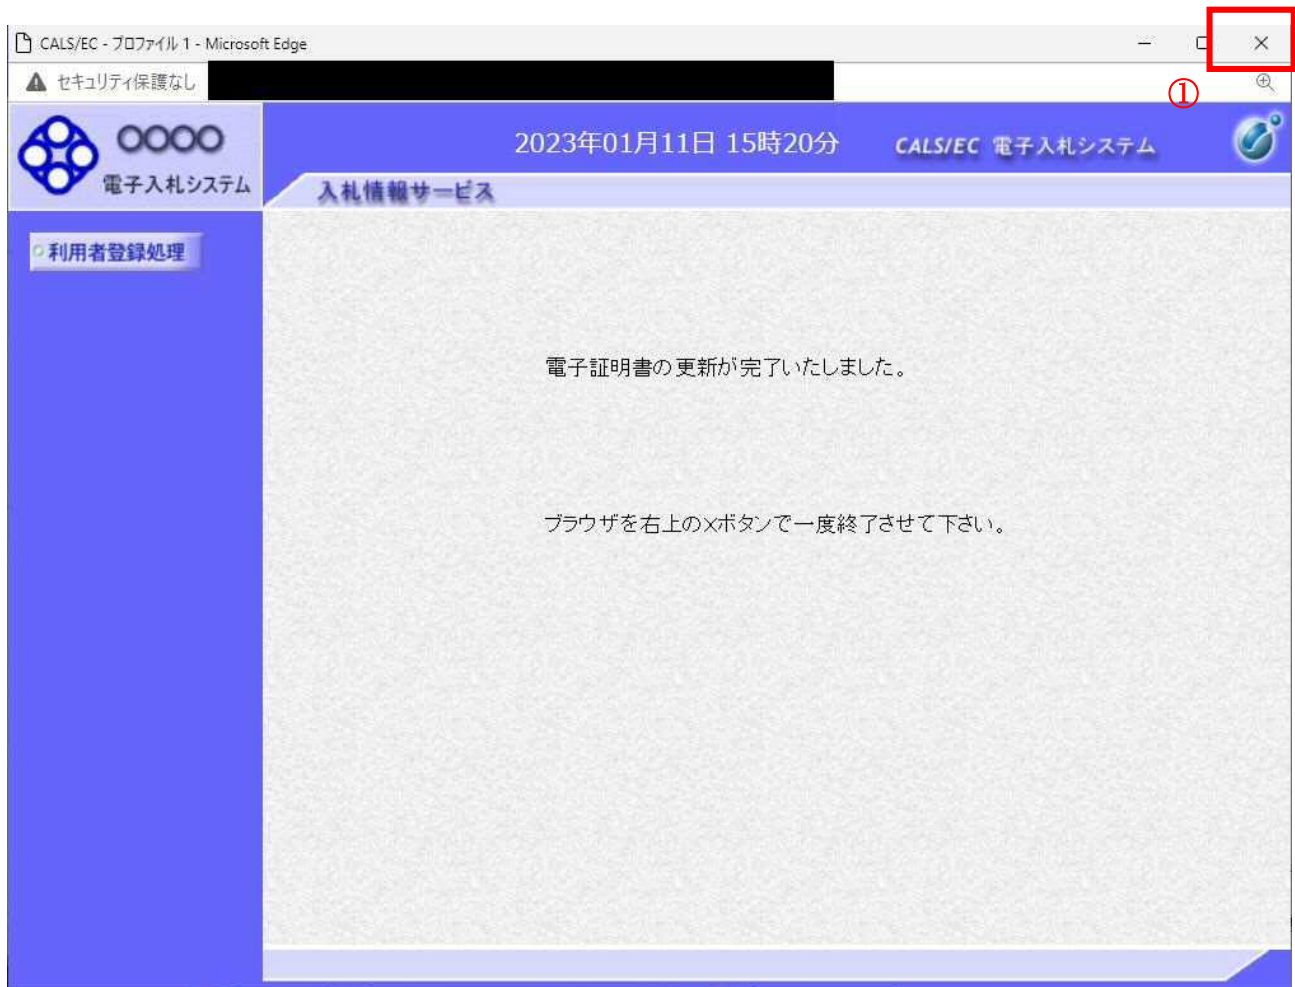 CALS/EC - プロファイル 1 - Microsoft Edge
セキュリティ保護なし
①
〇〇〇〇
電子入札システム
2023年01月11日 15時20分
CALS/EC 電子入札システム
入札情報サービス
利用者登録処理
電子証明書の更新が完了いたしました。
ブラウザを右上の×ボタンで一度終了させて下さい。